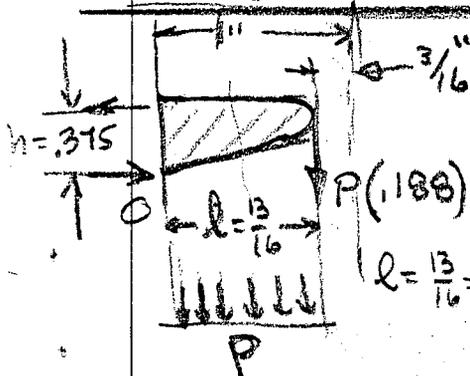 1"
3/16"
h=.375
O
P(.188)
l = 13/16
l = 13/16 =
P